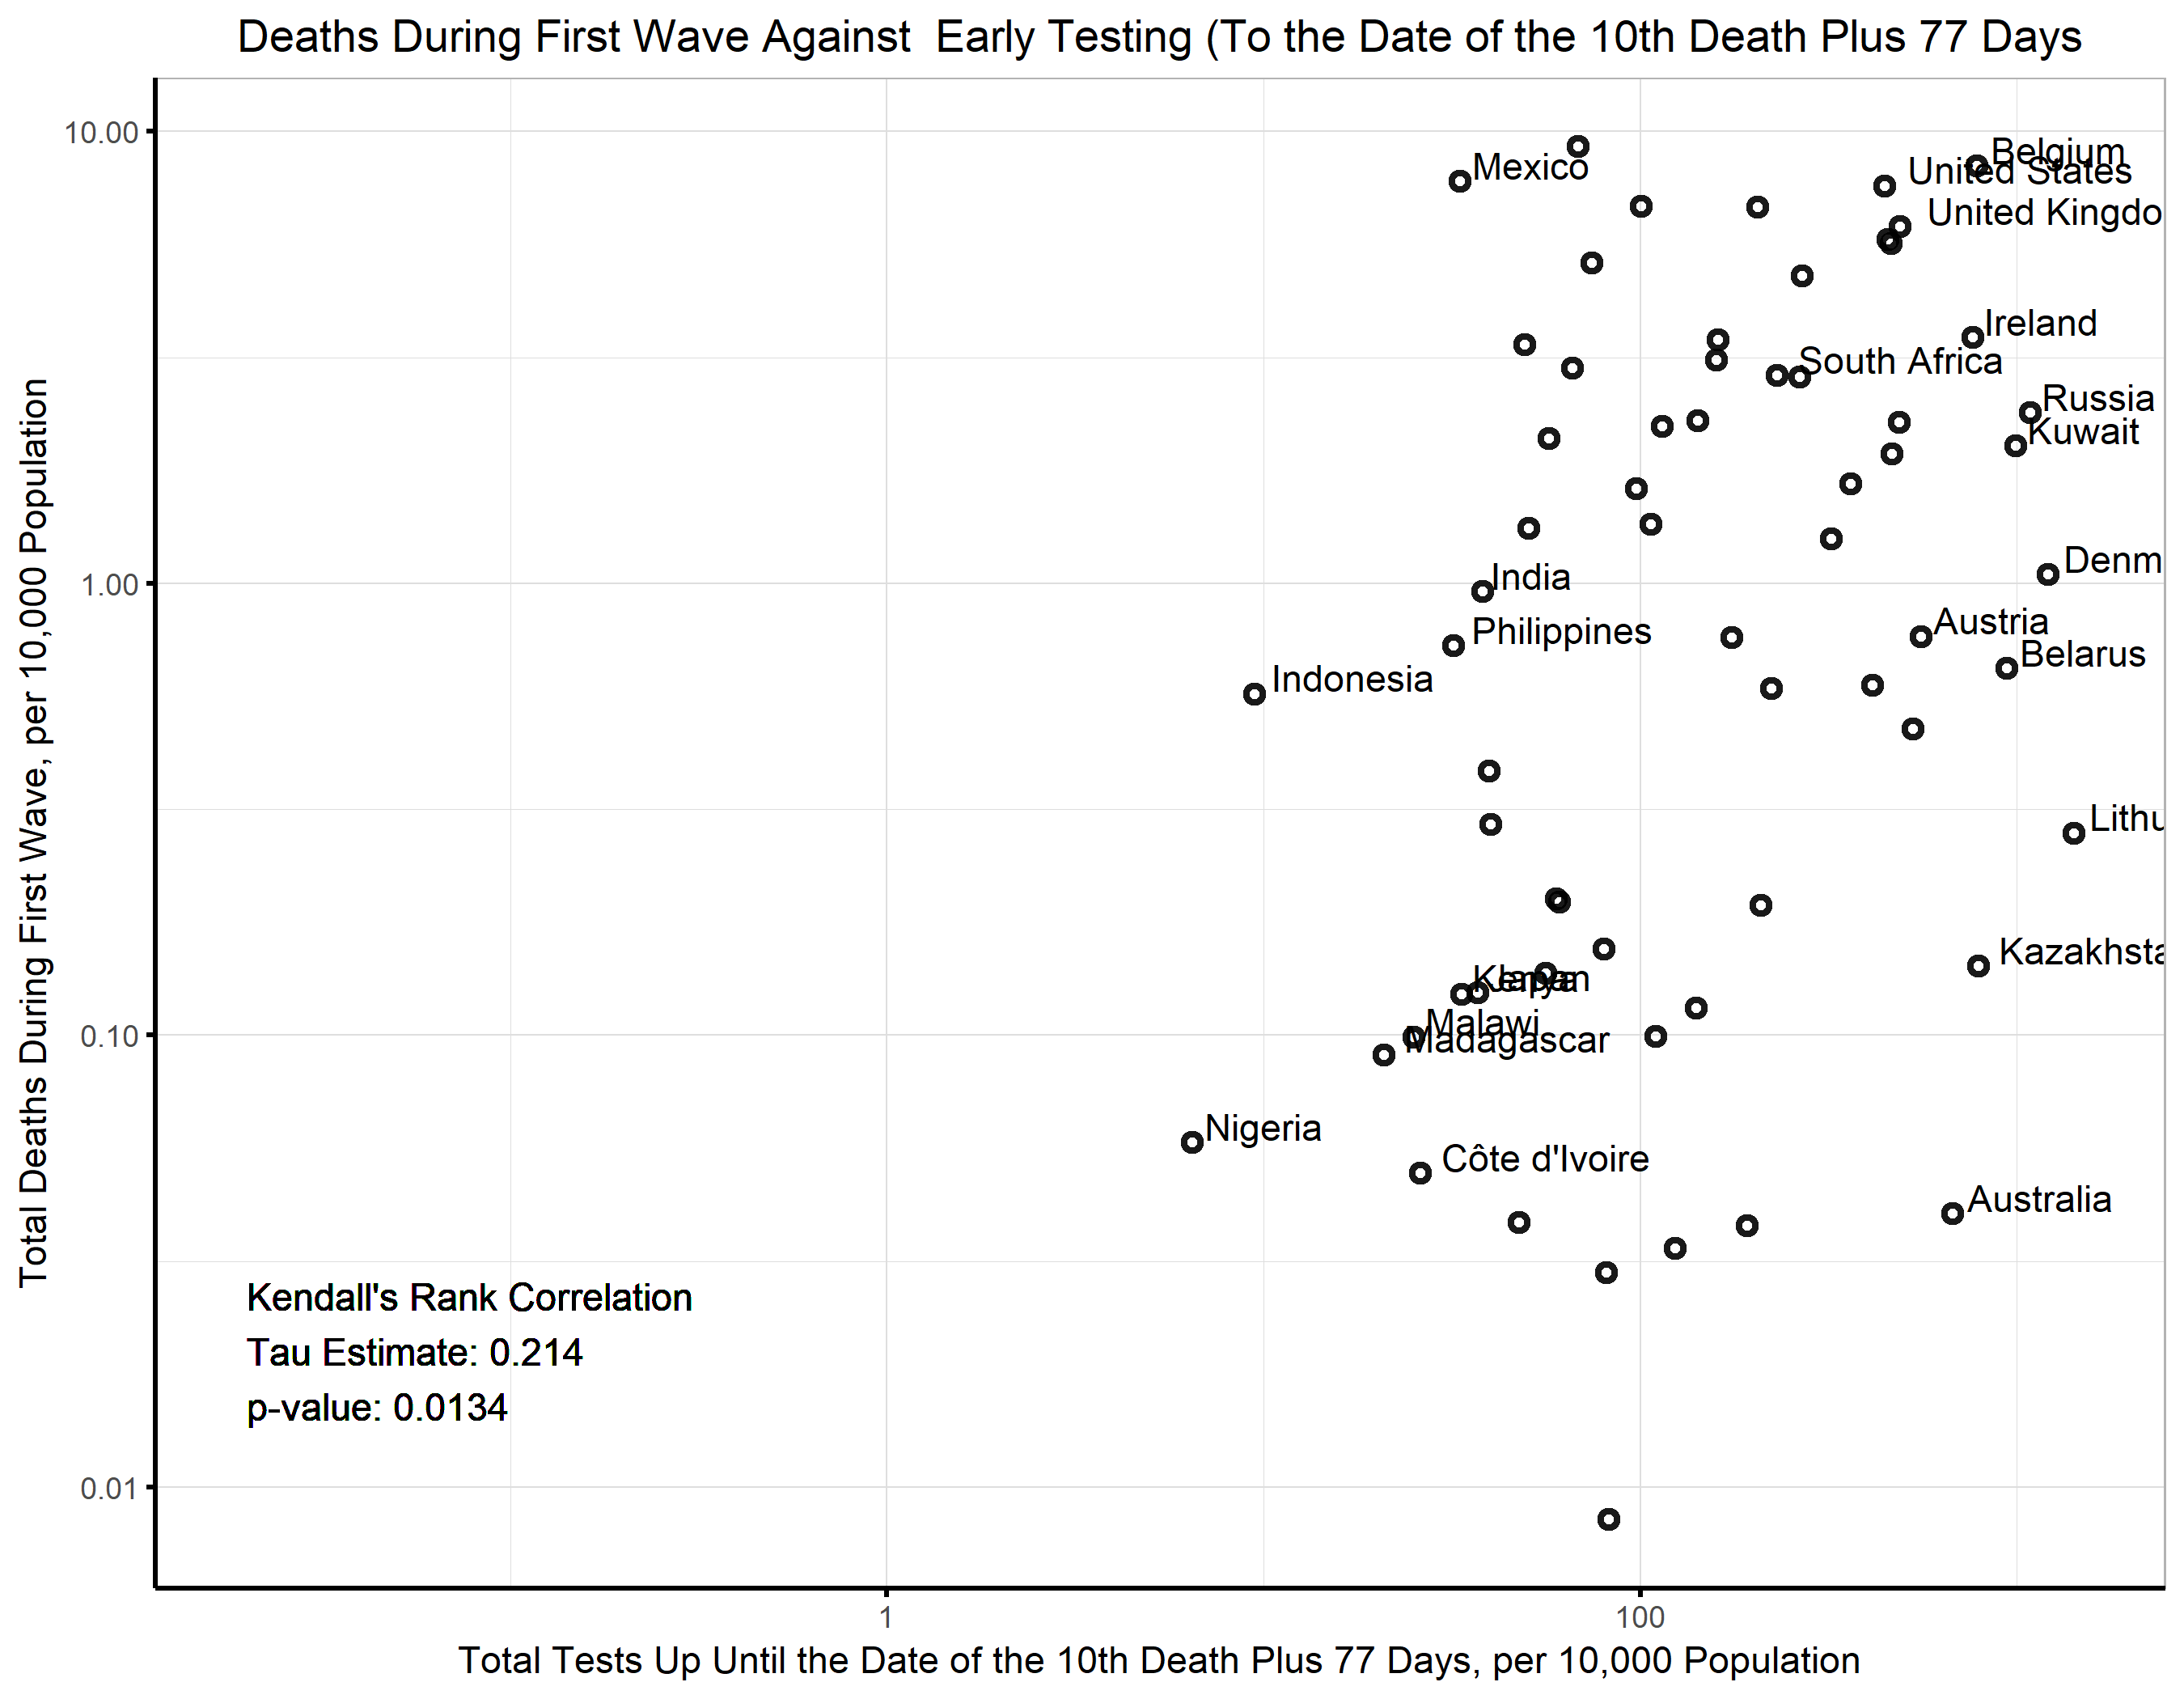 Deaths During First Wave Against  Early Testing (To the Date of the 10th Death Plus 77 Days
Total Deaths During First Wave, per 10,000 Population
10.00
1.00
0.10
0.01
Belgium
Mexico
United States
United Kingdo
Ireland
South Africa
Russia
Kuwait
Denm
India
Austria
Philippines
Belarus
Indonesia
Lithu
Kazakhsta
Kenya
Japan
Malawi
Madagascar
Nigeria
Côte d'Ivoire
Australia
Kendall's Rank Correlation
Tau Estimate: 0.214
p-value: 0.0134
1
100
Total Tests Up Until the Date of the 10th Death Plus 77 Days, per 10,000 Population